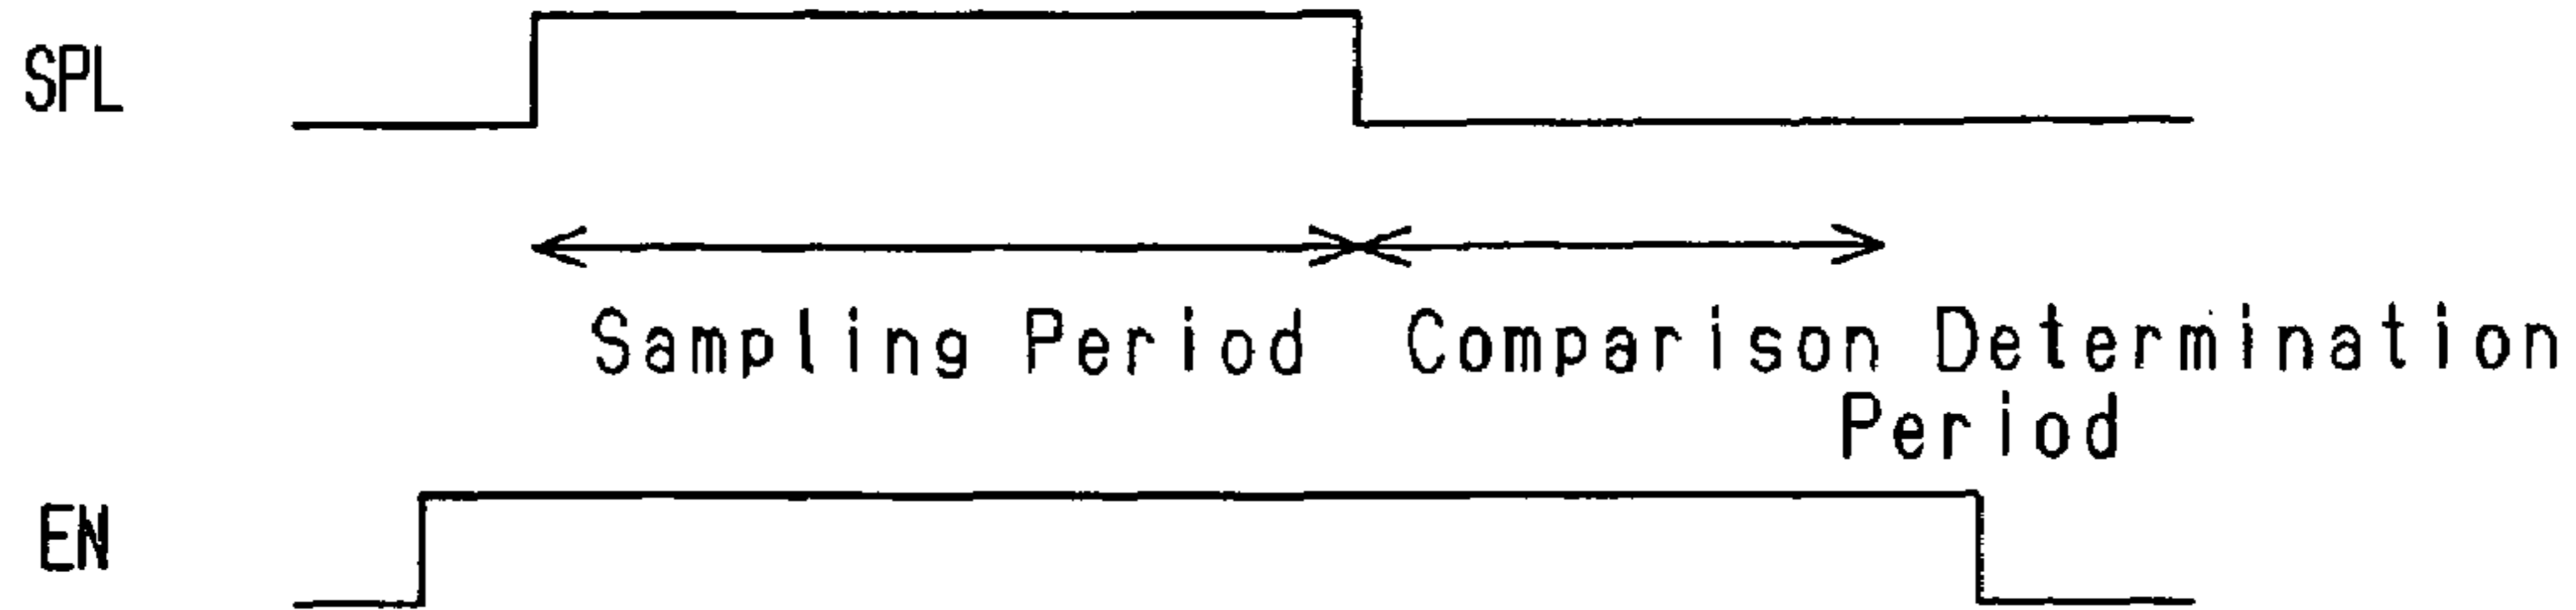 SPL
Sampling Period
Comparison Determination
Period
EN